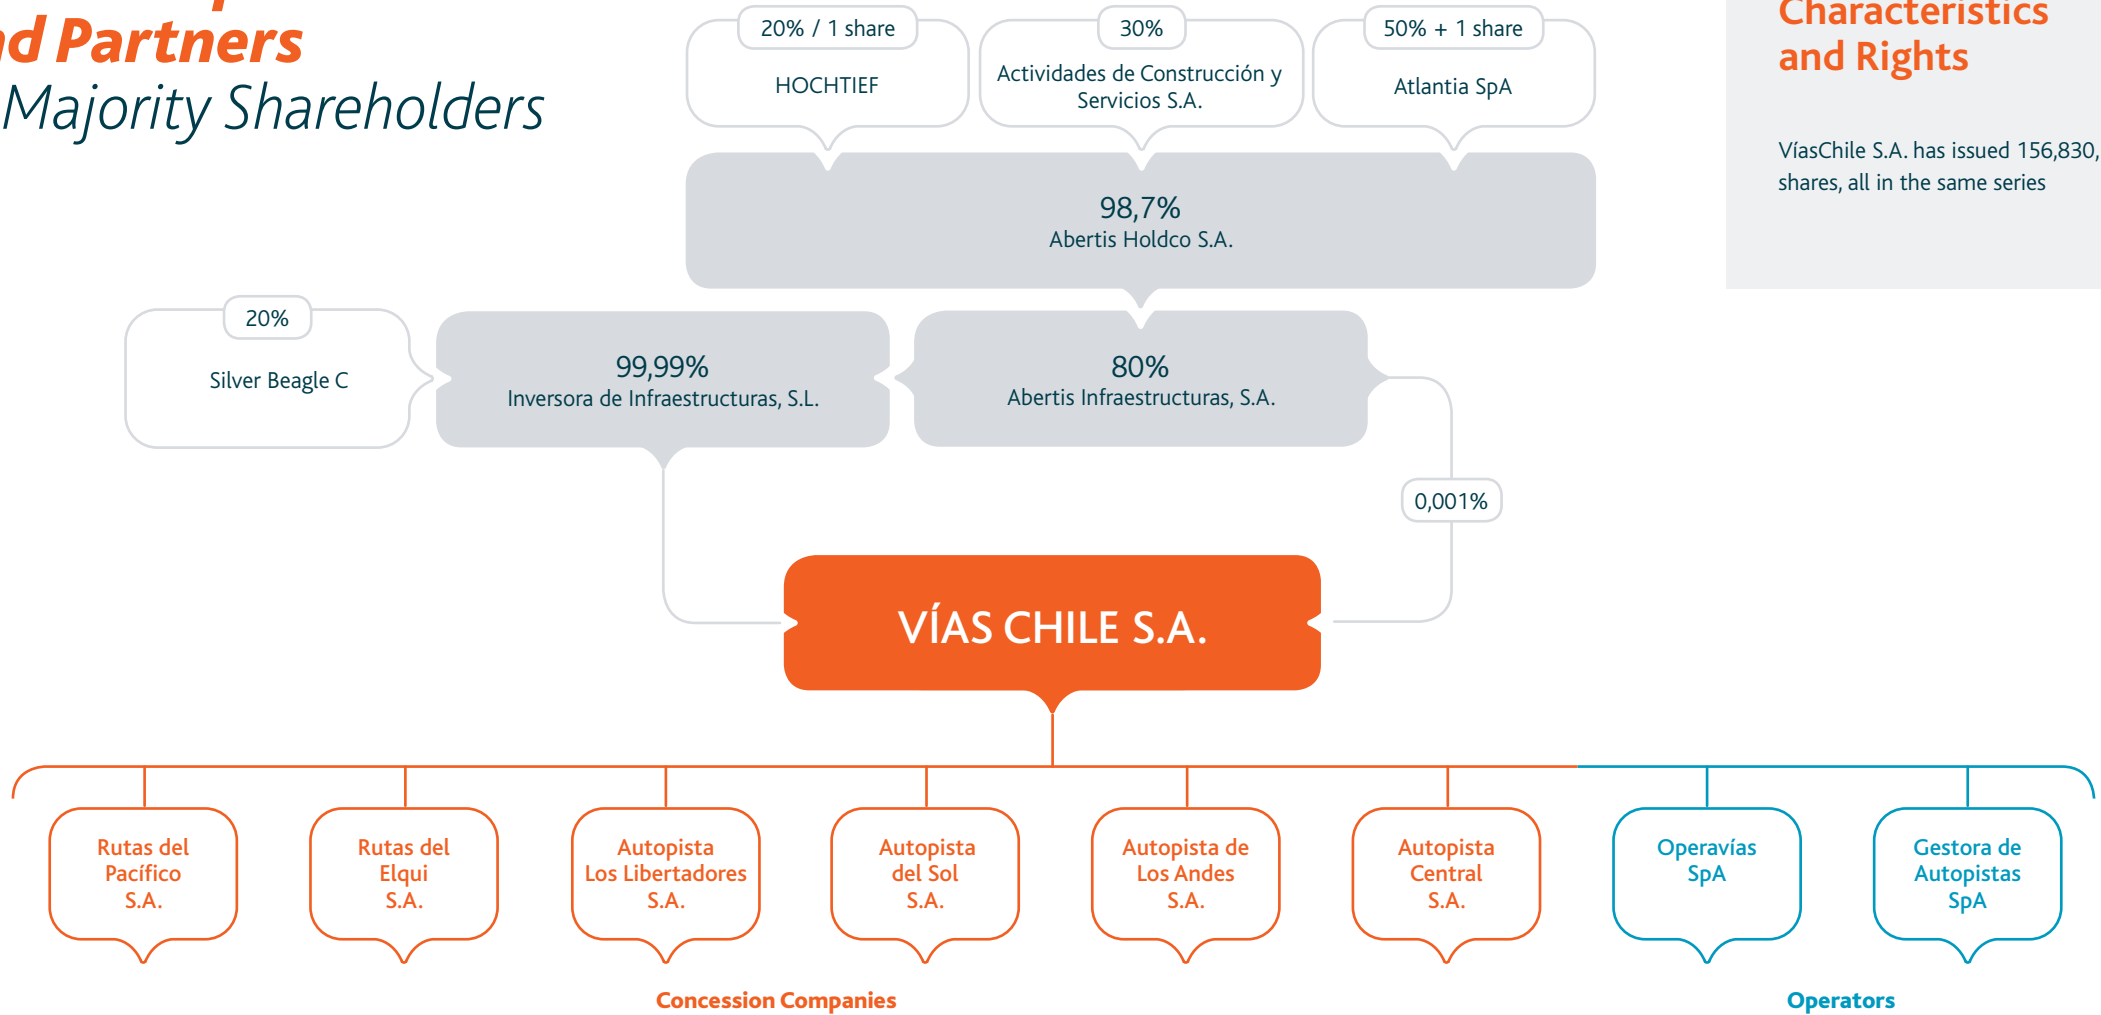 nd Partners
Majority Shareholders
20% / 1 share
HOCHTIEF
30%
Actividades de Construcción y
Servicios S.A.
50% + 1 share
Atlantia SpA
98,7%
Abertis Holdco S.A.
20%
Silver Beagle C
99,99%
Inversora de Infraestructuras, S.L.
80%
Abertis Infraestructuras, S.A.
0,001%
VÍAS CHILE S.A.
Rutas del
Pacífico
S.A.
Rutas del
Elqui
S.A.
Autopista
Los Libertadores
S.A.
Autopista
del Sol
S.A.
Autopista de
Los Andes
S.A.
Autopista
Central
S.A.
Operavías
SpA
Gestora de
Autopistas
SpA
Concession Companies
Operators
Characteristics
and Rights
VíasChile S.A. has issued 156,830,
shares, all in the same series